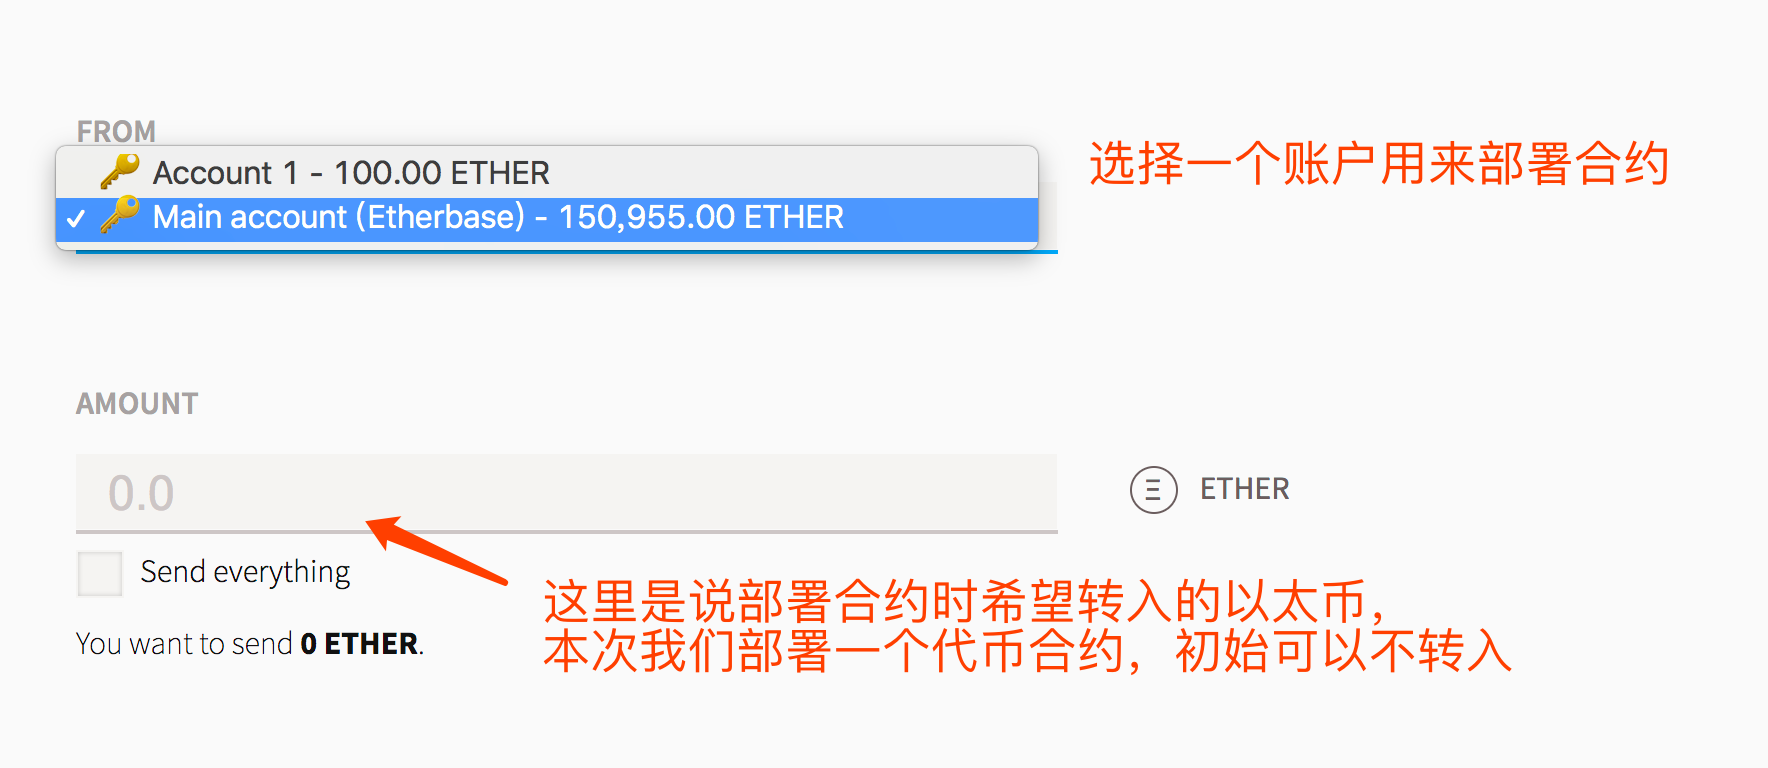 FROM
Account 1 - 100.00 ETHER
选择一个账户用来部署合约
Main account (Etherbase) - 150,955.00 ETHER
AMOUNT
0.0
Ξ ETHER
Send everything
这里是说部署合约时希望转入的以太币，
You want to send 0 ETHER.
本次我们部署一个代币合约，初始可以不转入